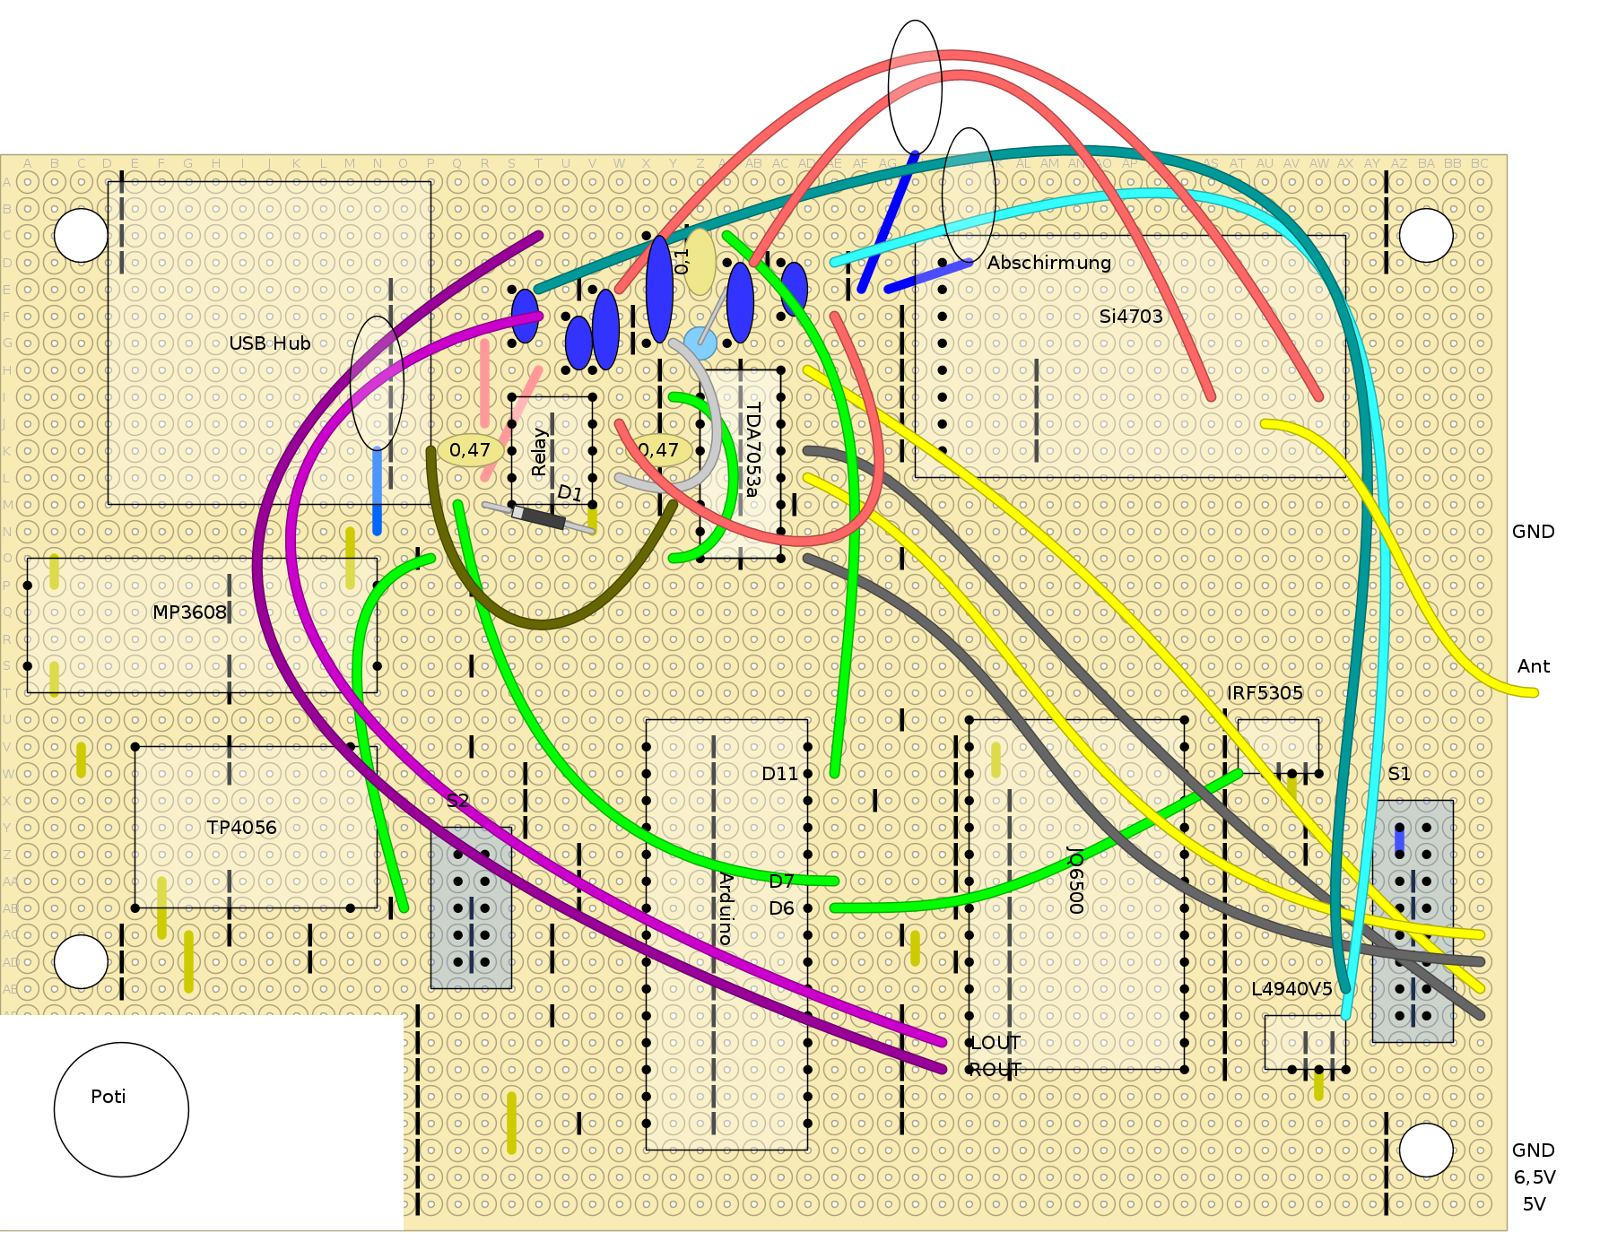 A B C D E F G H I J K L M N O P Q R S T U V W X Y Z AB AC AD AE AF AG AM AN AO AP AS AT AU AV AW AX AY AZ BA BB BC
A
B
C
D
Abschirmung
0,1
E
F
Si4703
G
USB Hub
H
I
J
K
0,47
Relay
0,47
TDA7053a
L
D1
M
N
GND
O
P
Q
MP3608
R
S
Ant
T
IRF5305
U
V
W
D11
S1
X
S2
Y
TP4056
Z
AA
D7
Arduino
JQ6500
AB
D6
AC
AD
AE
L4940V5
LOUT
ROUT
Poti
GND
6,5V
5V